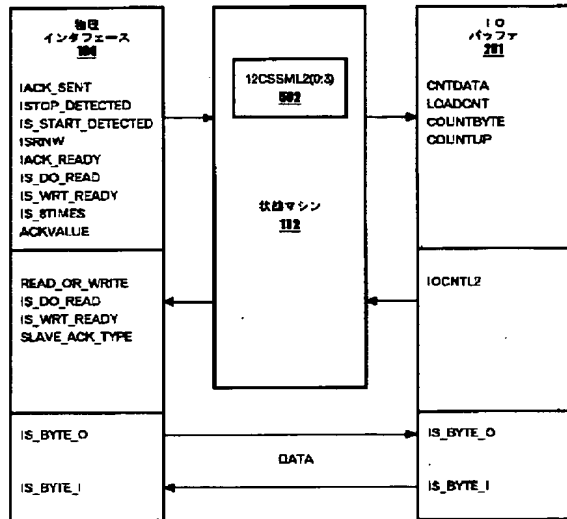 物理
インタフェース
104
IACK_SENT
ISTOP_DETECTED
IS_START_DETECTED
ISRNW
IACK_READY
IS_DO_READ
IS_WRT_READY
IS_8TIMES
ACKVALUE
READ_OR_WRITE
IS_DO_READ
IS_WRT_READY
SLAVE_ACK_TYPE
IS_BYTE_O
IS_BYTE_I
12CSSML2(0:3)
502
状態マシン
112
DATA
IO
バッファ
201
CNTDATA
LOADCNT
COUNTBYTE
COUNTUP
IOCNTL2
IS_BYTE_O
IS_BYTE_I